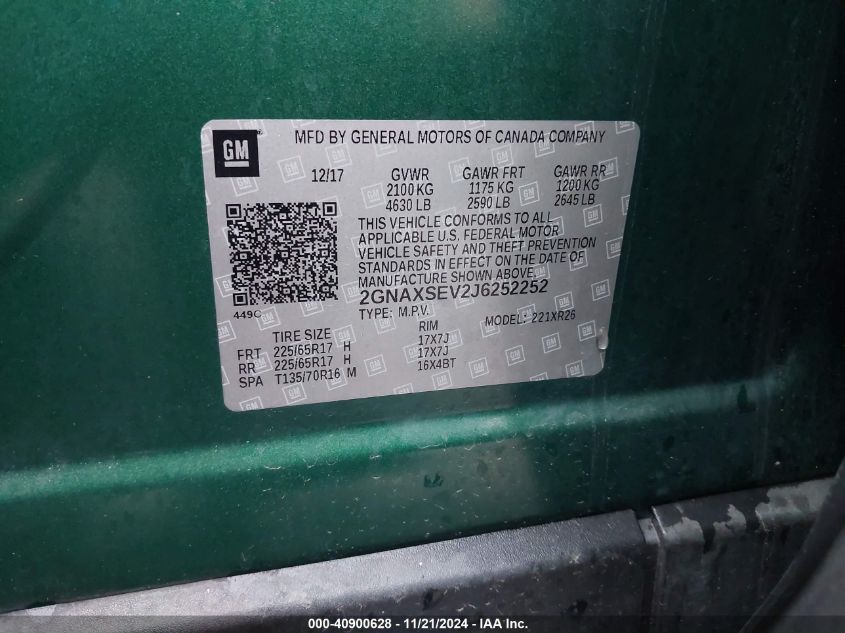 GM
MFD BY GENERAL MOTORS OF CANADA COMPANY
12/17 GVWR GAWR FRT GAWR RR
2100 KG 1175 KG 1200 KG
4630 LB 2590 LB 2645 LB
THIS VEHICLE CONFORMS TO ALL
APPLICABLE U.S. FEDERAL MOTOR
VEHICLE SAFETY AND THEFT PREVENTION
STANDARDS IN EFFECT ON THE DATE OF
MANUFACTURE SHOWN ABOVE.
2GNAXSEV2J6252252
449C
TYPE: M.P.V. MODEL: 221XR26
TIRE SIZE RIM
FRT 225/65R17 H 17X7J
RR 225/65R17 H 17X7J
SPA T135/70R16 M 16X4BT
000-40900628 - 11/21/2024 - IAAI.com